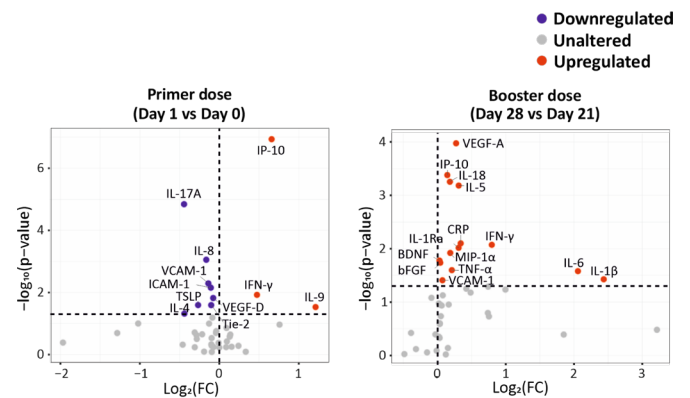 Downregulated
Unaltered
Upregulated
Primer dose
(Day 1 vs Day 0)
−log₁₀(p−value)
6
4
2
0
−2
−1
0
1
Log₂(FC)
IP-10
IL-17A
IL-8
VCAM-1
ICAM-1
IFN-γ
TSLP
IL-9
IL-4
VEGF-D
Tie-2
Booster dose
(Day 28 vs Day 21)
−log₁₀(p−value)
4
3
2
1
0
0
1
2
3
Log₂(FC)
VEGF-A
IP-10
IL-18
IL-5
CRP
IL-1Ra
IFN-γ
BDNF
MIP-1α
IL-6
bFGF
TNF-α
IL-1β
VCAM-1